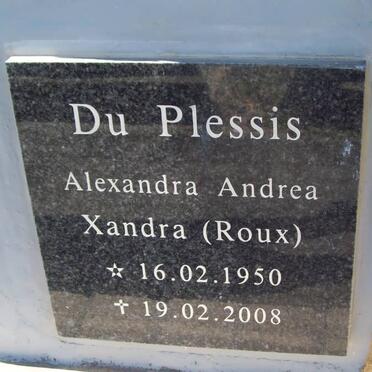 Du Plessis
Alexandra Andrea
Xandra (Roux)
☆ 16.02.1950
✝ 19.02.2008